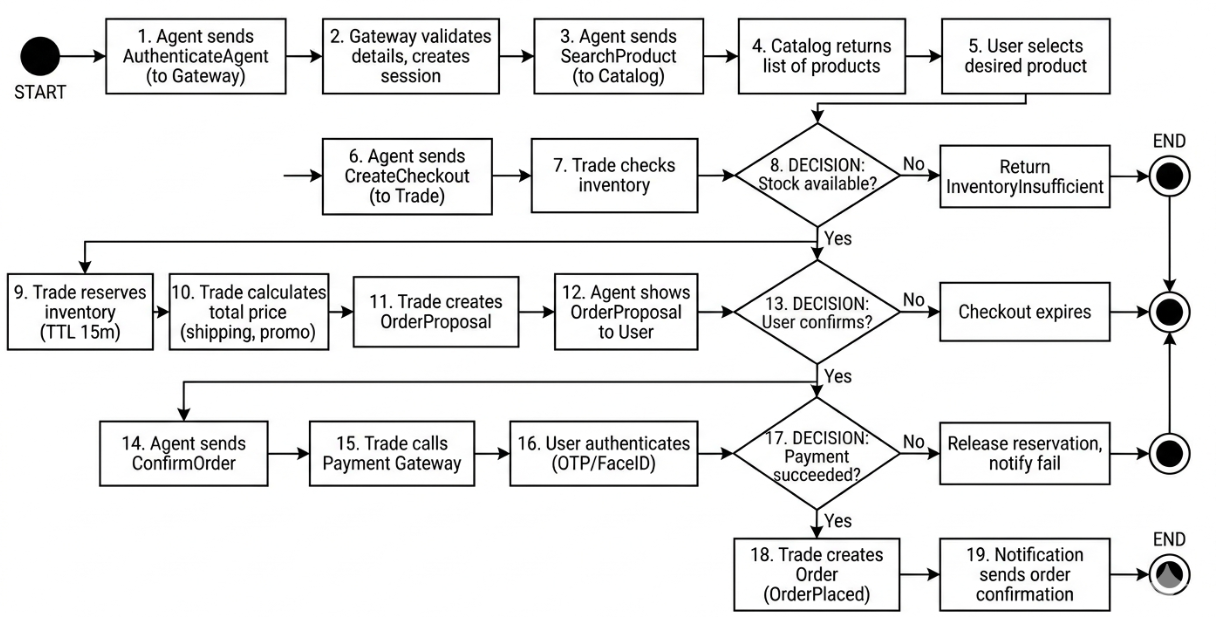 1. Agent sends
AuthenticateAgent
(to Gateway)
2. Gateway validates
details, creates
session
3. Agent sends
SearchProduct
(to Catalog)
4. Catalog returns
list of products
5. User selects
desired product
START
6. Agent sends
CreateCheckout
(to Trade)
7. Trade checks
inventory
8. DECISION:
Stock available?
No
Return
InventoryInsufficient
END
Yes
9. Trade reserves
inventory
(TTL 15m)
10. Trade calculates
total price
(shipping, promo)
11. Trade creates
OrderProposal
12. Agent shows
OrderProposal
to User
13. DECISION:
User confirms?
No
Checkout expires
Yes
14. Agent sends
ConfirmOrder
15. Trade calls
Payment Gateway
16. User authenticates
(OTP/FaceID)
17. DECISION:
Payment
succeeded?
No
Release reservation,
notify fail
Yes
18. Trade creates
Order
(OrderPlaced)
19. Notification
sends order
confirmation
END